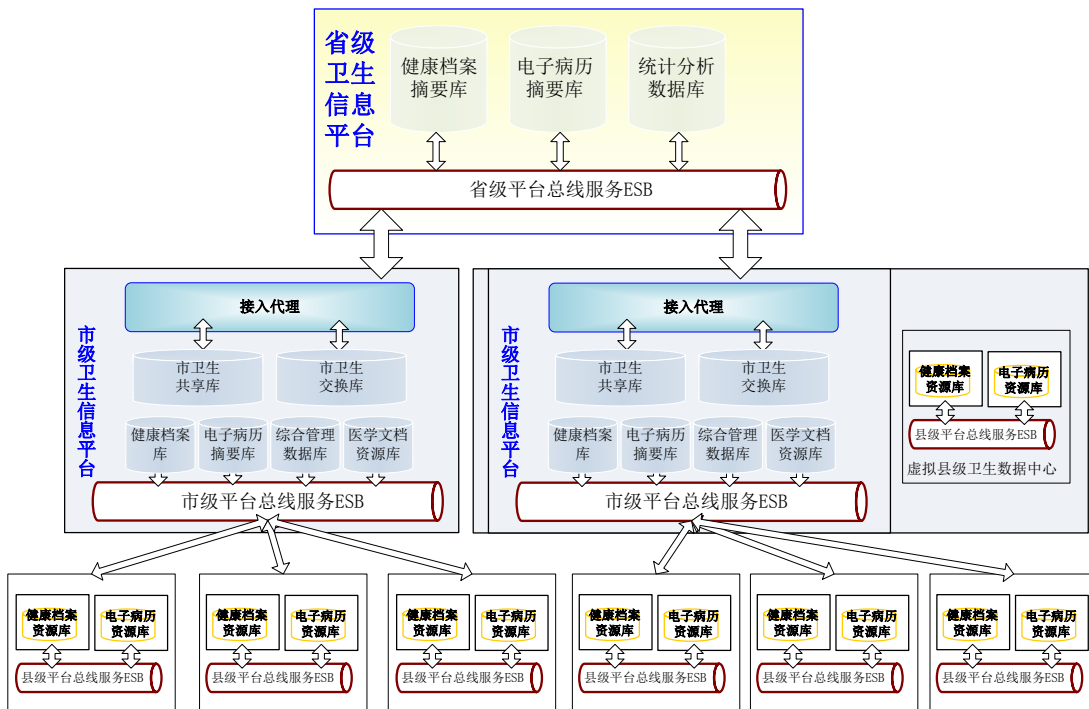 省级
卫生
信息
平台
健康档案
摘要库
电子病历
摘要库
统计分析
数据库
省级平台总线服务ESB
市级卫生信息平台
接入代理
市卫生
共享库
市卫生
交换库
健康档案
库
电子病历
摘要库
综合管理
数据库
医学文档
资源库
市级平台总线服务ESB
市级卫生信息平台
接入代理
市卫生
共享库
市卫生
交换库
健康档案
库
电子病历
摘要库
综合管理
数据库
医学文档
资源库
市级平台总线服务ESB
健康档案
资源库
电子病历
资源库
县级平台总线服务ESB
虚拟县级卫生数据中心
健康档案
资源库
电子病历
资源库
县级平台总线服务ESB
健康档案
资源库
电子病历
资源库
县级平台总线服务ESB
健康档案
资源库
电子病历
资源库
县级平台总线服务ESB
健康档案
资源库
电子病历
资源库
县级平台总线服务ESB
健康档案
资源库
电子病历
资源库
县级平台总线服务ESB
健康档案
资源库
电子病历
资源库
县级平台总线服务ESB